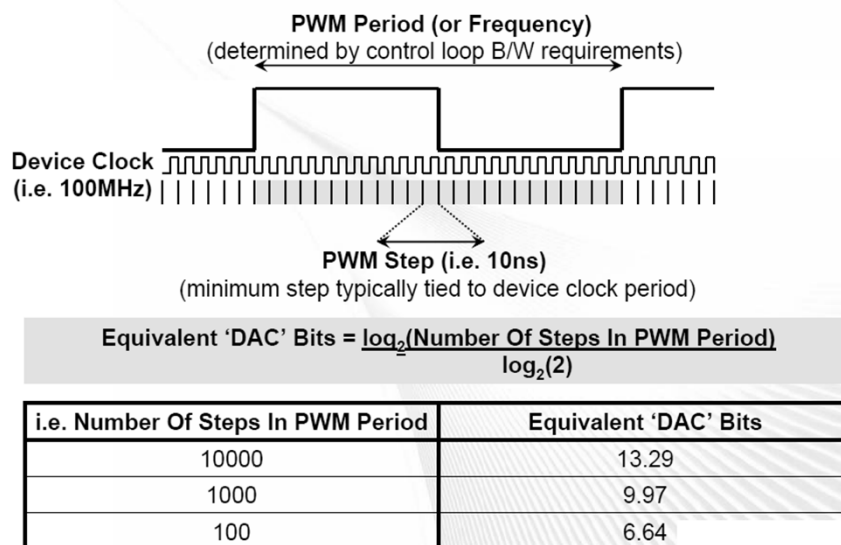 PWM Period (or Frequency)
(determined by control loop B/W requirements)
Device Clock
(i.e. 100MHz)
PWM Step (i.e. 10ns)
(minimum step typically tied to device clock period)
Equivalent ‘DAC’ Bits = log₂(Number Of Steps In PWM Period)
log₂(2)
i.e. Number Of Steps In PWM Period Equivalent ‘DAC’ Bits
10000 13.29
1000 9.97
100 6.64